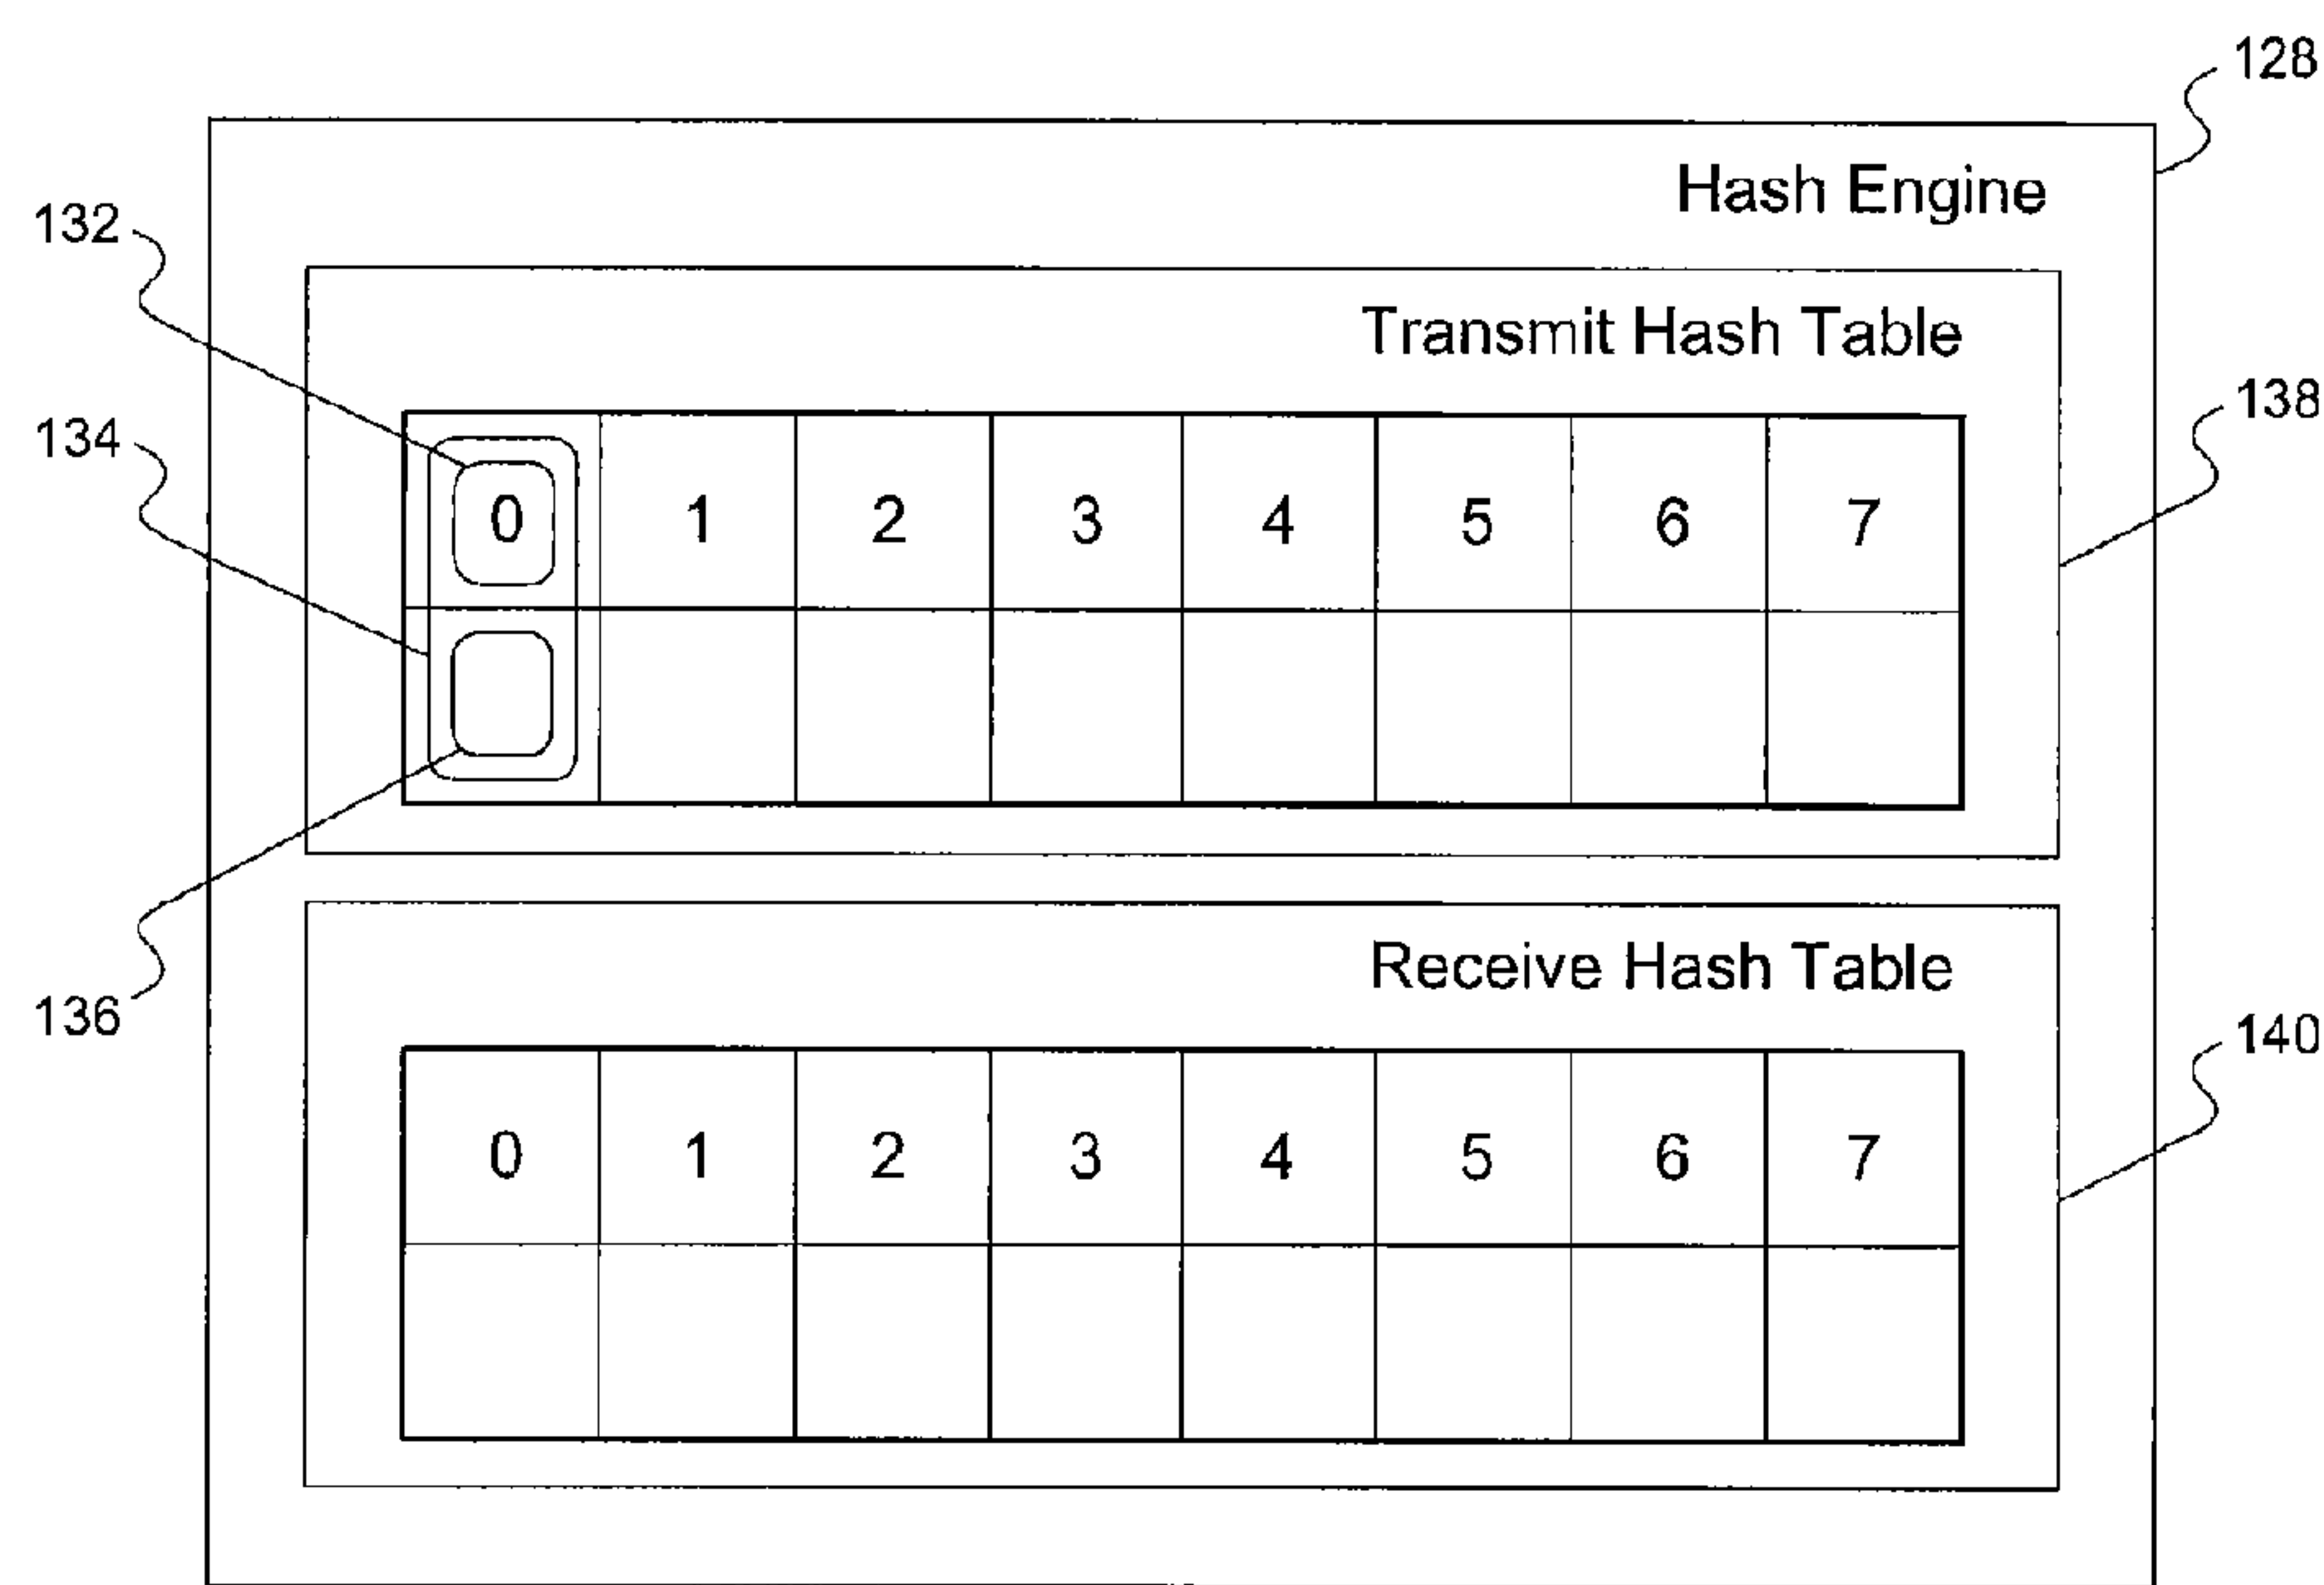 128
Hash Engine
132
Transmit Hash Table
138
134
0 1 2 3 4 5 6 7
136
Receive Hash Table
140
0 1 2 3 4 5 6 7